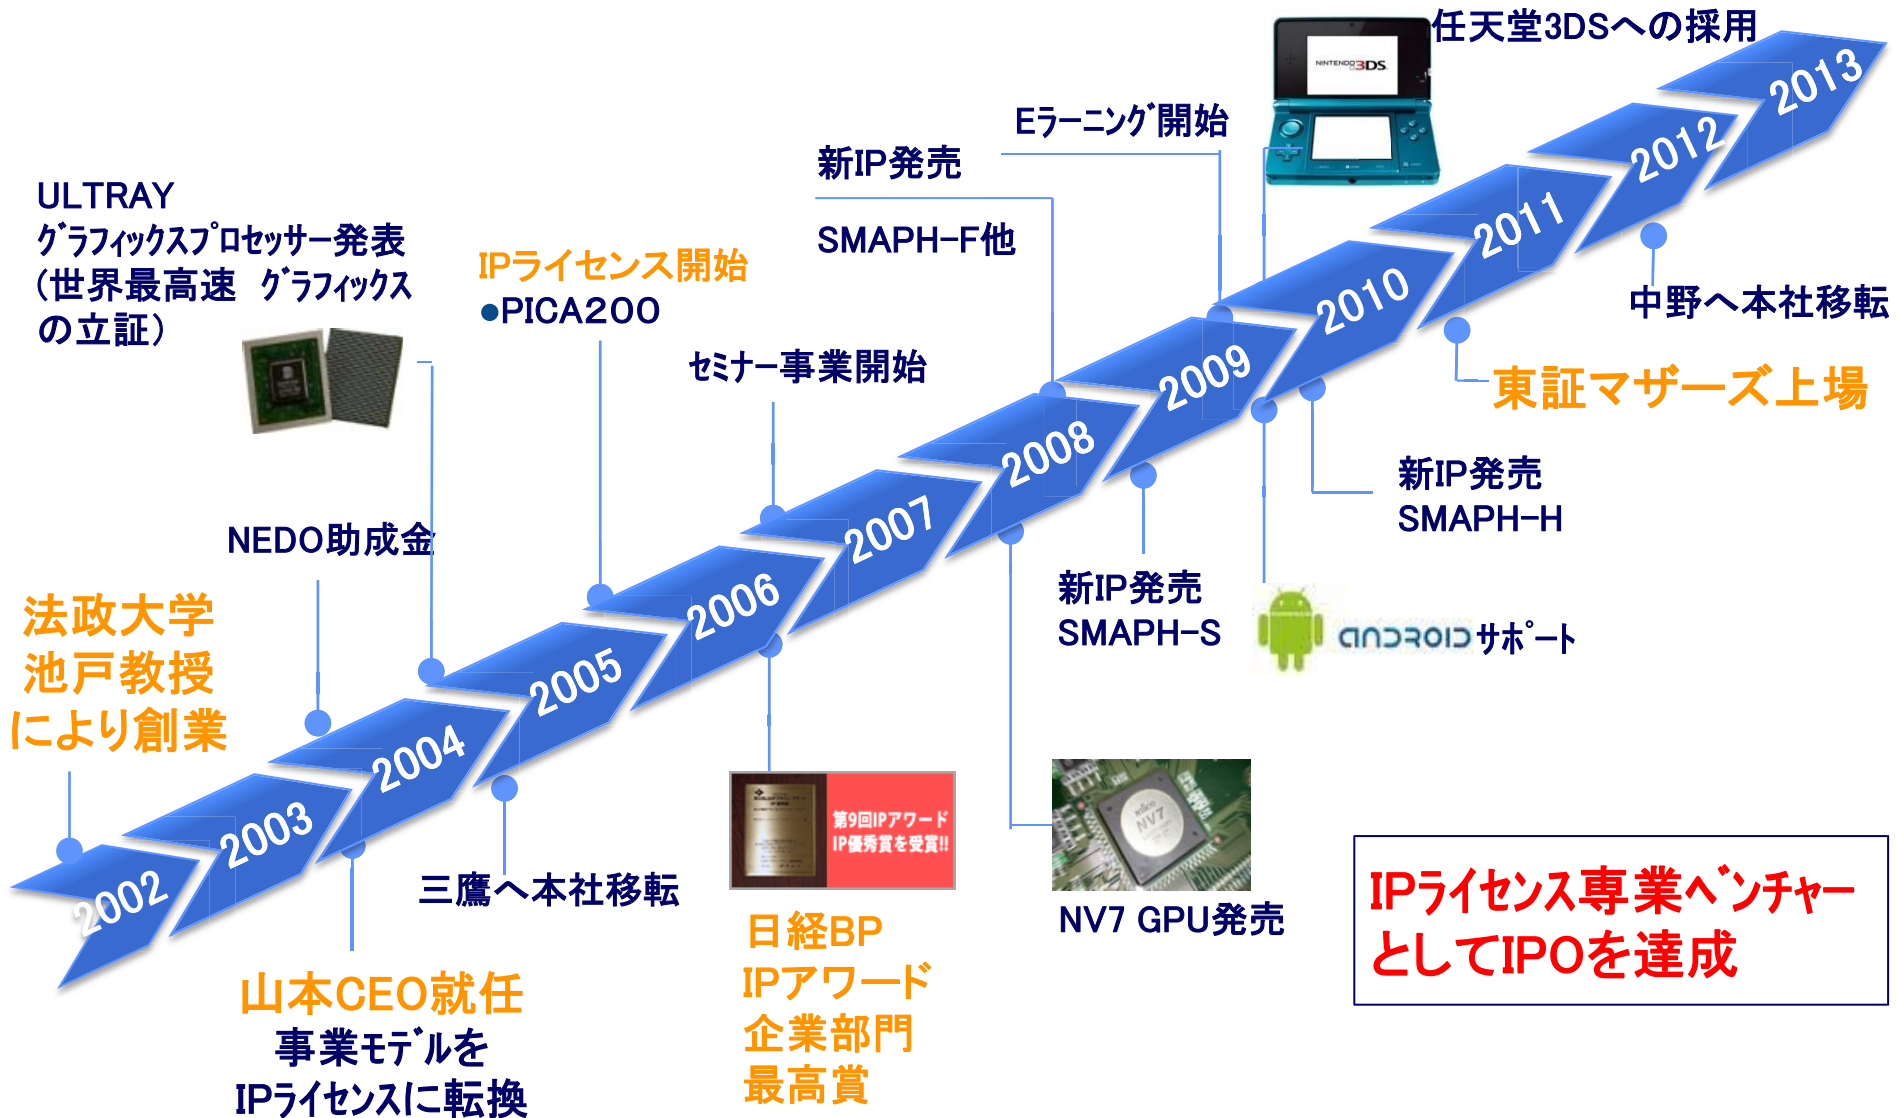 任天堂3DSへの採用
NINTENDO 3DS
Eラーニング開始
新IP発売
SMAPH-F他
ULTRAY
グラフィックスプロセッサー発表
(世界最高速 グラフィックス
の立証)
IPライセンス開始
●PICA200
セミナー事業開始
NEDO助成金
法政大学
池戸教授
により創業
2002
2003
2004
2005
2006
2007
2008
2009
2010
2011
2012
2013
中野へ本社移転
東証マザーズ上場
新IP発売
SMAPH-H
新IP発売
SMAPH-S
ANDROIDサポート
三鷹へ本社移転
第9回IPアワード
IP優秀賞を受賞!!
NV7
NV7 GPU発売
日経BP
IPアワード
企業部門
最高賞
山本CEO就任
事業モデルを
IPライセンスに転換
IPライセンス専業ベンチャー
としてIPOを達成